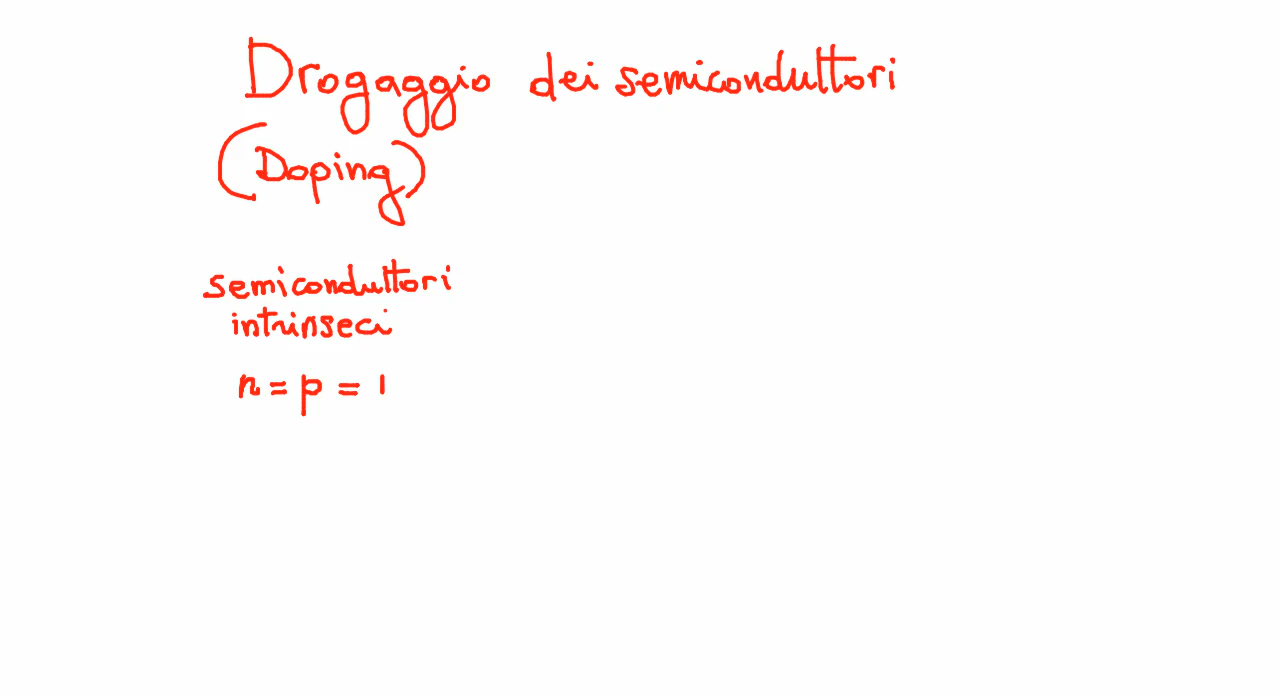 Drogaggio dei semiconduttori
(Doping)
semiconduttori
intrinseci
n = p = 1